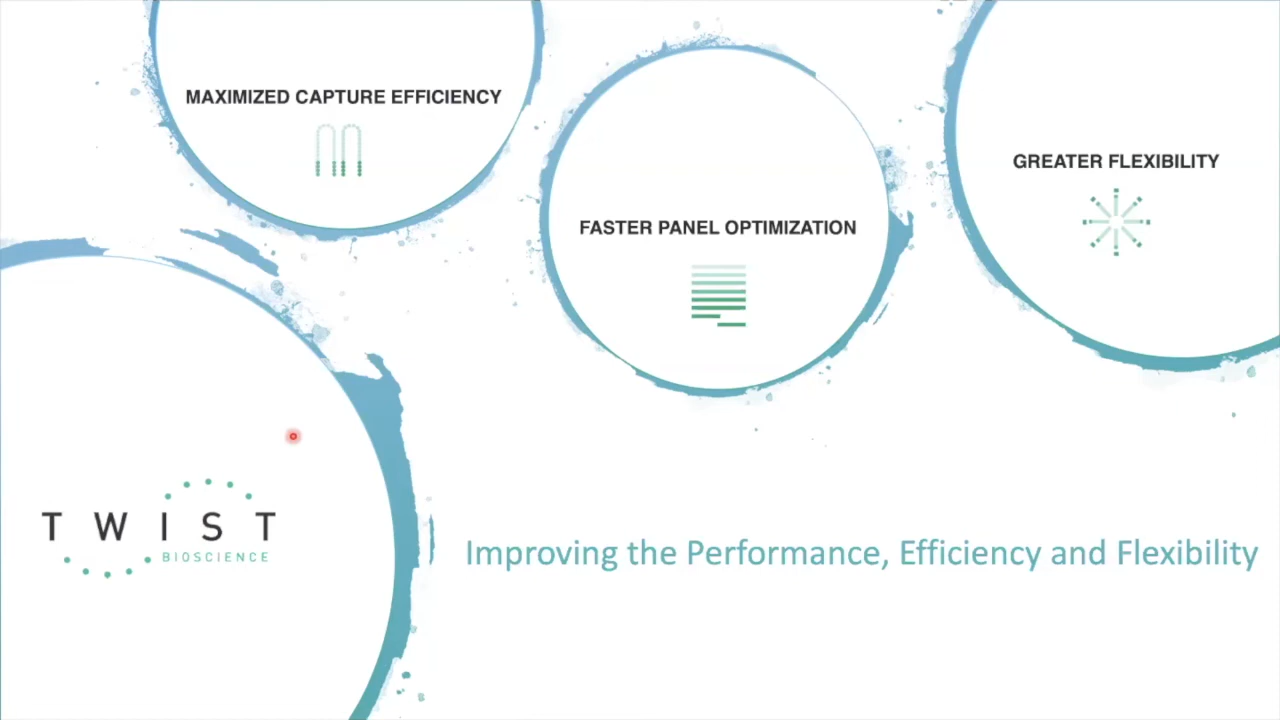 MAXIMIZED CAPTURE EFFICIENCY
FASTER PANEL OPTIMIZATION
GREATER FLEXIBILITY
TWIST
BIOSCIENCE
Improving the Performance, Efficiency and Flexibility